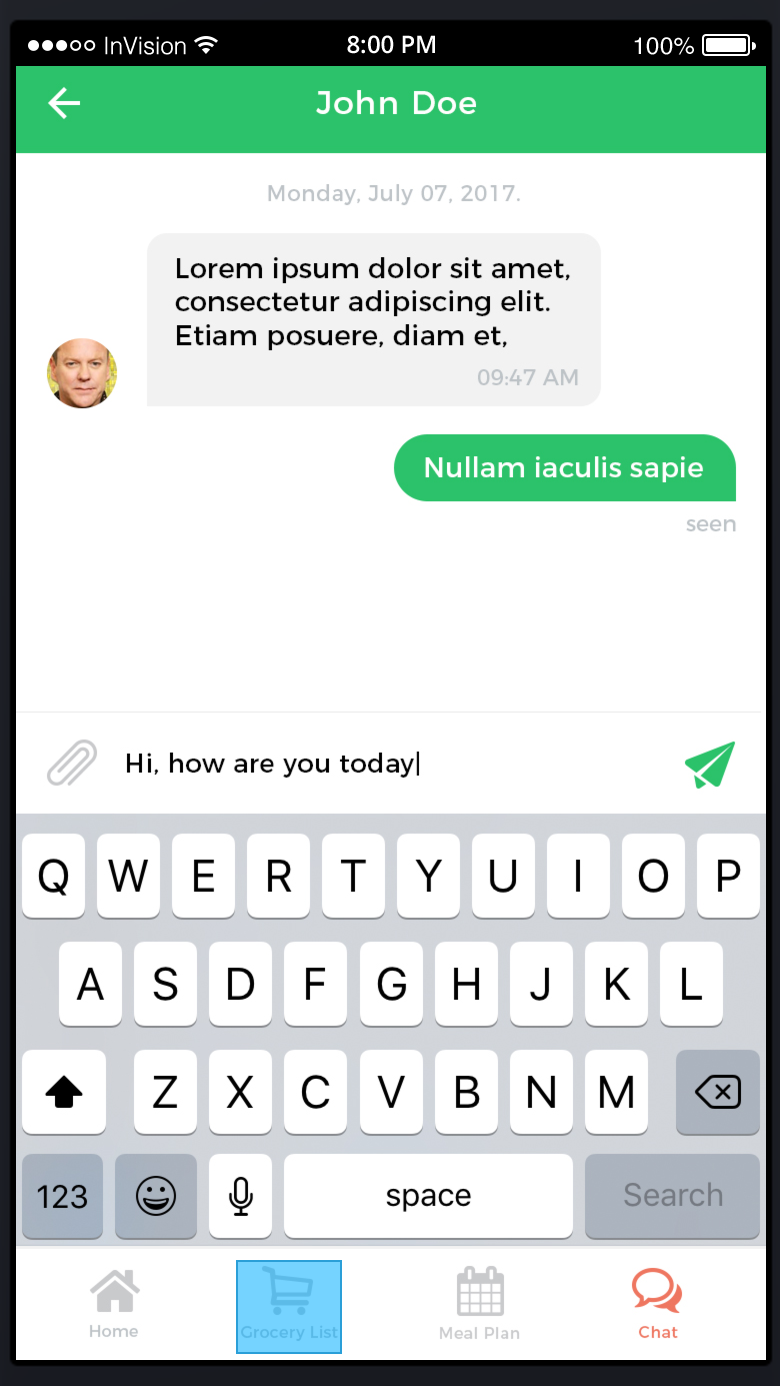 InVision 8:00 PM 100%
John Doe
Monday, July 07, 2017.
Lorem ipsum dolor sit amet,
consectetur adipiscing elit.
Etiam posuere, diam et,
09:47 AM
Nullam iaculis sapie
seen
Hi, how are you today
Q W E R T Y U I O P
A S D F G H J K L
Z X C V B N M
123 space Search
Home Grocery List Meal Plan Chat